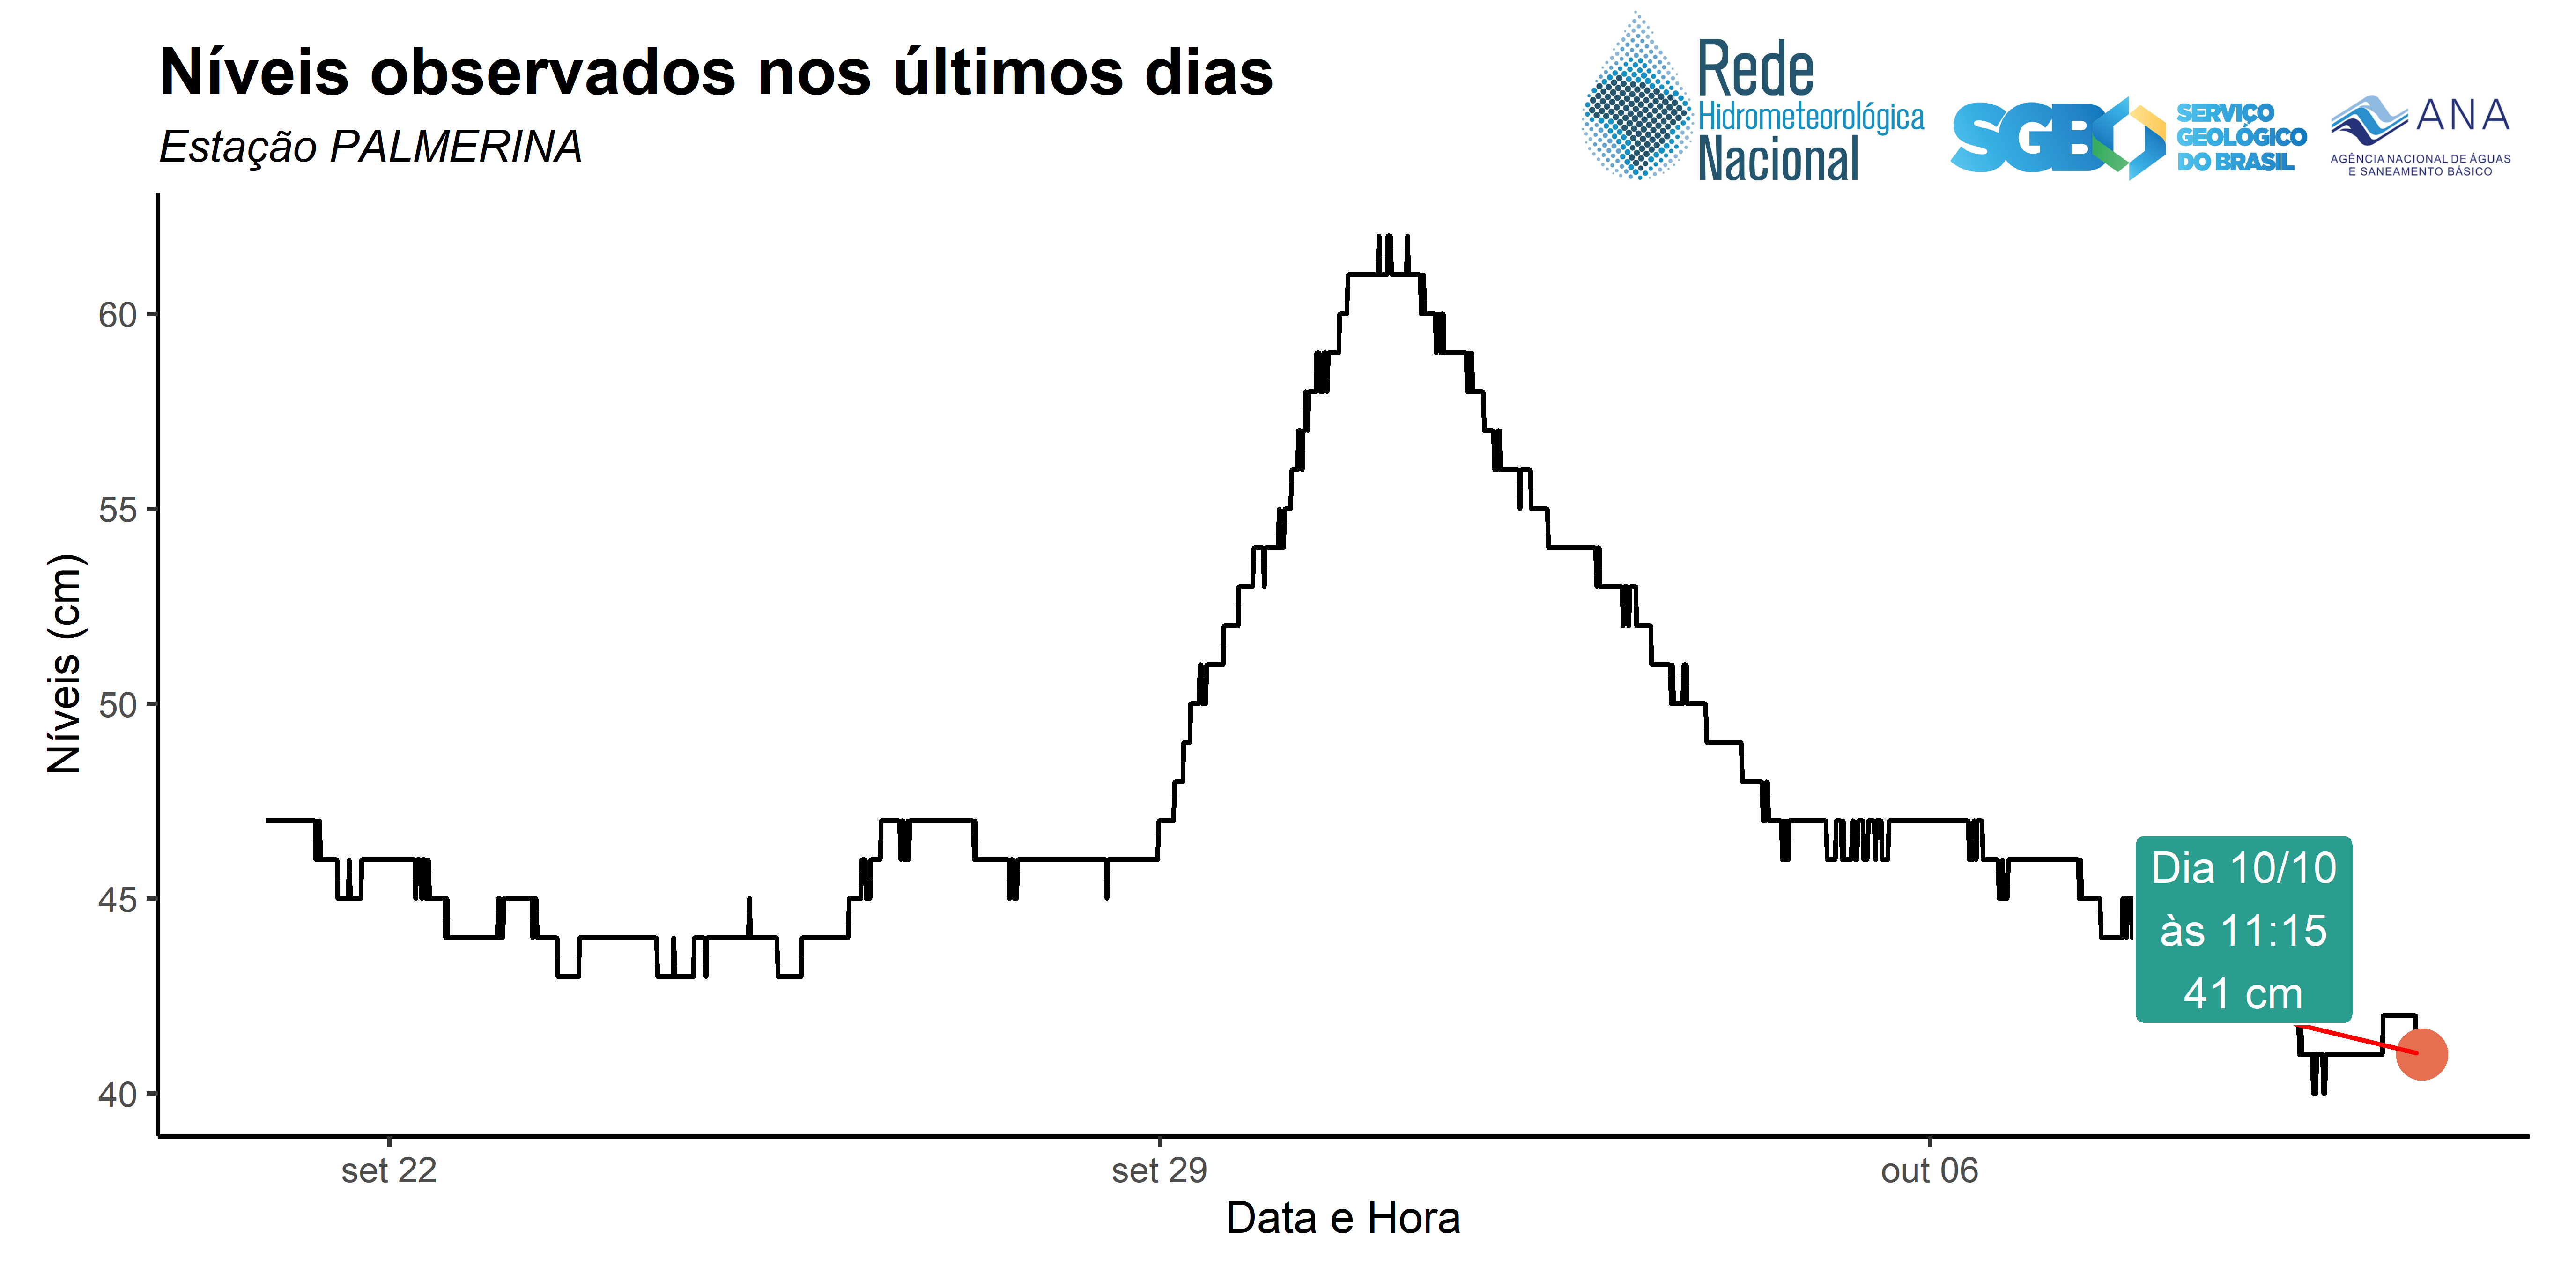 Níveis observados nos últimos dias
Estação PALMERINA
Rede
Hidrometeorológica
Nacional
SGB
SERVIÇO
GEOLÓGICO
DO BRASIL
ANA
AGÊNCIA NACIONAL DE ÁGUAS
E SANEAMENTO BÁSICO
Níveis (cm)
60
55
50
45
40
Dia 10/10
às 11:15
41 cm
set 22
set 29
out 06
Data e Hora